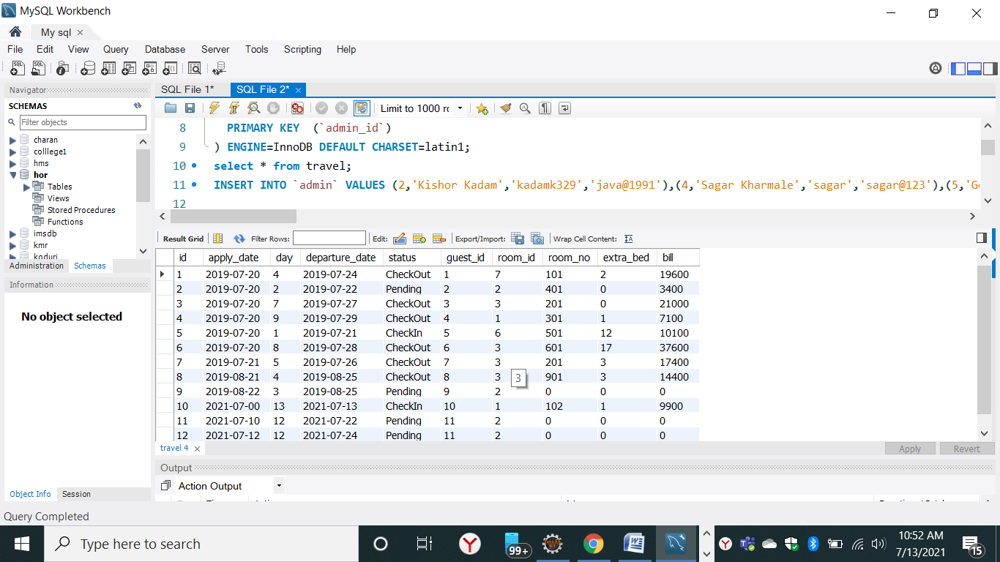 MySQL Workbench
My sql
File Edit View Query Database Server Tools Scripting Help
Navigator
SCHEMAS
Filter objects
charan
colllege1
hms
hor
Tables
Views
Stored Procedures
Functions
imsdb
kmr
koduri
Administration Schemas
Information
No object selected
Object Info Session
SQL File 1* SQL File 2*
Limit to 1000 rc
8 PRIMARY KEY (`admin_id`)
9 ) ENGINE=InnoDB DEFAULT CHARSET=latin1;
10 select * from travel;
11 INSERT INTO `admin` VALUES (2,'Kishor Kadam','kadamk329','java@1991'),(4,'Sagar Kharmale','sagar','sagar@123'),(5,'Ge
12
Result Grid Filter Rows: Edit: Export/Import: Wrap Cell Content:
id apply_date day departure_date status guest_id room_id room_no extra_bed bill
1 2019-07-20 4 2019-07-24 CheckOut 1 7 101 2 19600
2 2019-07-20 2 2019-07-22 Pending 2 2 401 0 3400
3 2019-07-20 7 2019-07-27 CheckOut 3 3 201 0 21000
4 2019-07-20 9 2019-07-29 CheckOut 4 1 301 1 7100
5 2019-07-20 1 2019-07-21 CheckIn 5 6 501 12 10100
6 2019-07-20 8 2019-07-28 CheckOut 6 3 601 17 37600
7 2019-07-21 5 2019-07-26 CheckOut 7 3 201 3 17400
8 2019-08-21 4 2019-08-25 CheckOut 8 3 901 3 14400
3
9 2019-08-22 3 2019-08-25 Pending 9 2 0 0 0
10 2021-07-00 13 2021-07-13 CheckIn 10 1 102 1 9900
11 2021-07-10 12 2021-07-22 Pending 11 2 0 0 0
12 2021-07-12 12 2021-07-24 Pending 11 2 0 0 0
travel 4
Apply Revert
Output
Action Output
Query Completed
Type here to search
99+
10:52 AM
7/13/2021
15